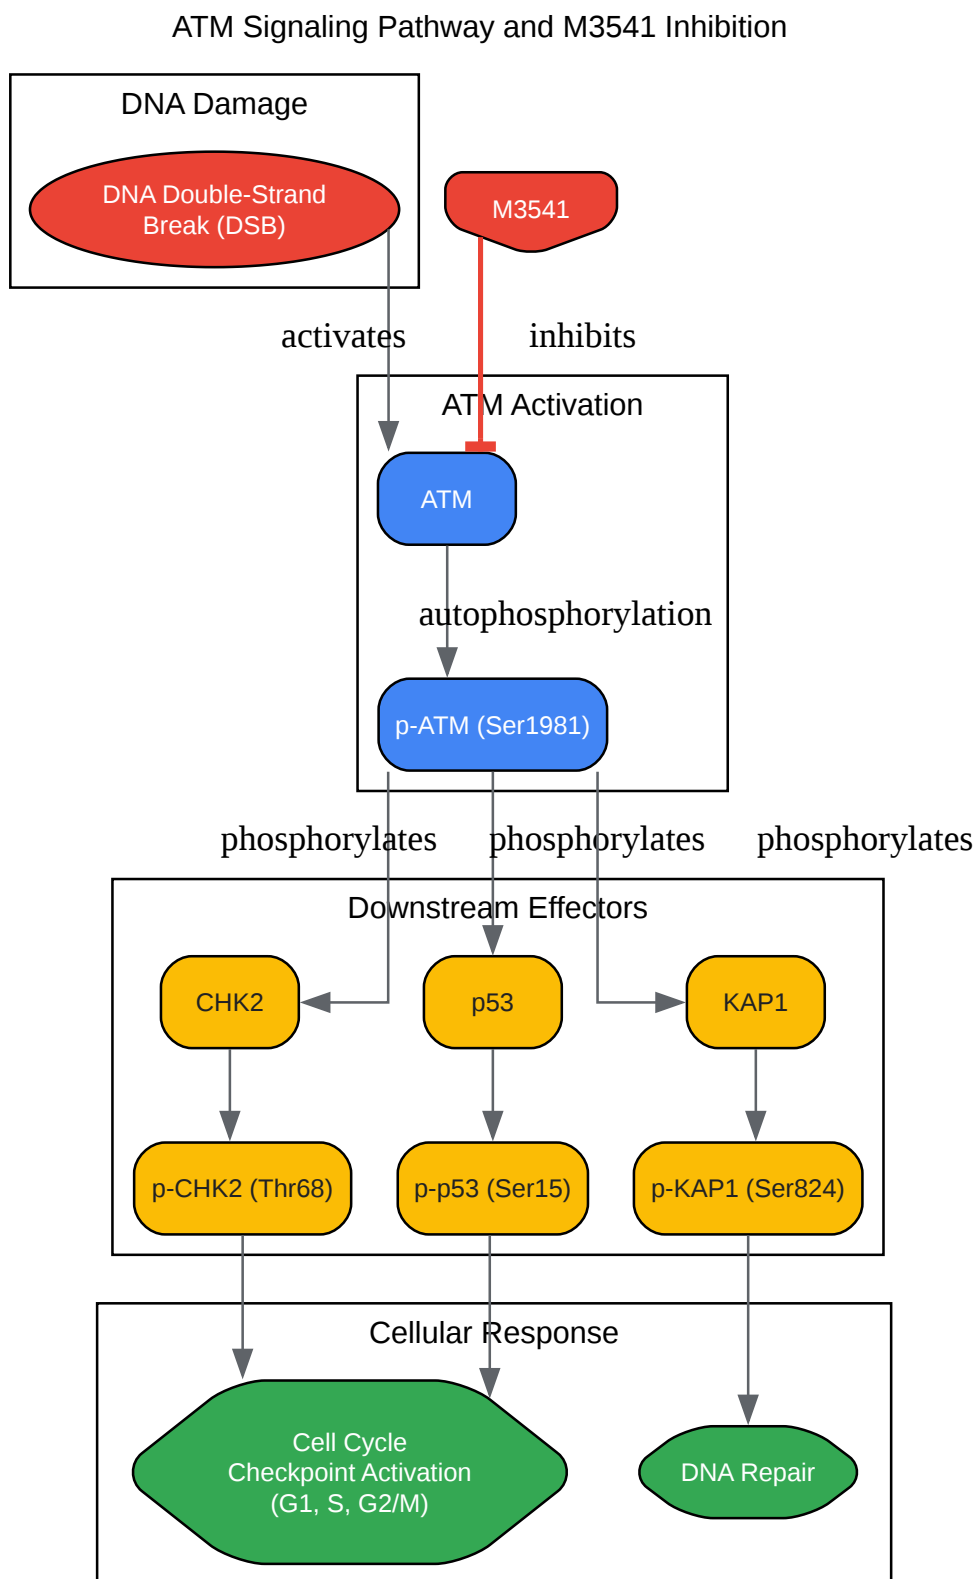 ATM Signaling Pathway and M3541 Inhibition
DNA Damage
DNA Double-Strand
Break (DSB)
M3541
activates
inhibits
ATM Activation
ATM
autophosphorylation
p-ATM (Ser1981)
phosphorylates
phosphorylates
phosphorylates
Downstream Effectors
CHK2
p53
KAP1
p-CHK2 (Thr68)
p-p53 (Ser15)
p-KAP1 (Ser824)
Cellular Response
Cell Cycle
Checkpoint Activation
(G1, S, G2/M)
DNA Repair